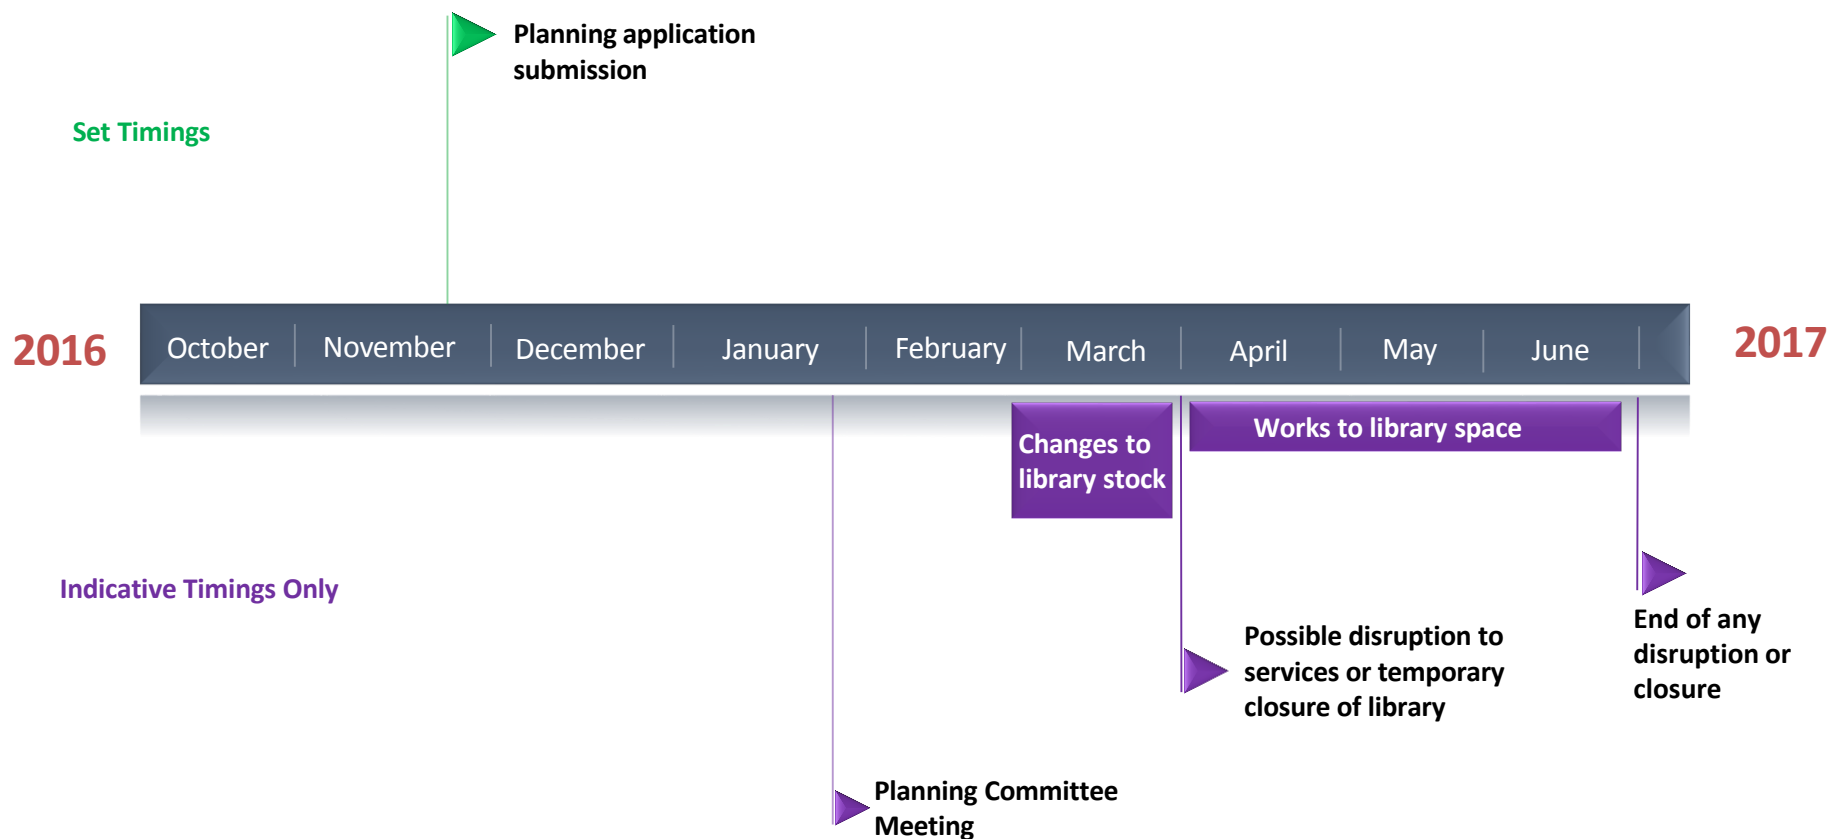 Planning application
submission
Set Timings
2016
October
November
December
January
February
March
April
May
June
2017
Changes to
library stock
Works to library space
Indicative Timings Only
Possible disruption to
services or temporary
closure of library
End of any
disruption or
closure
Planning Committee
Meeting